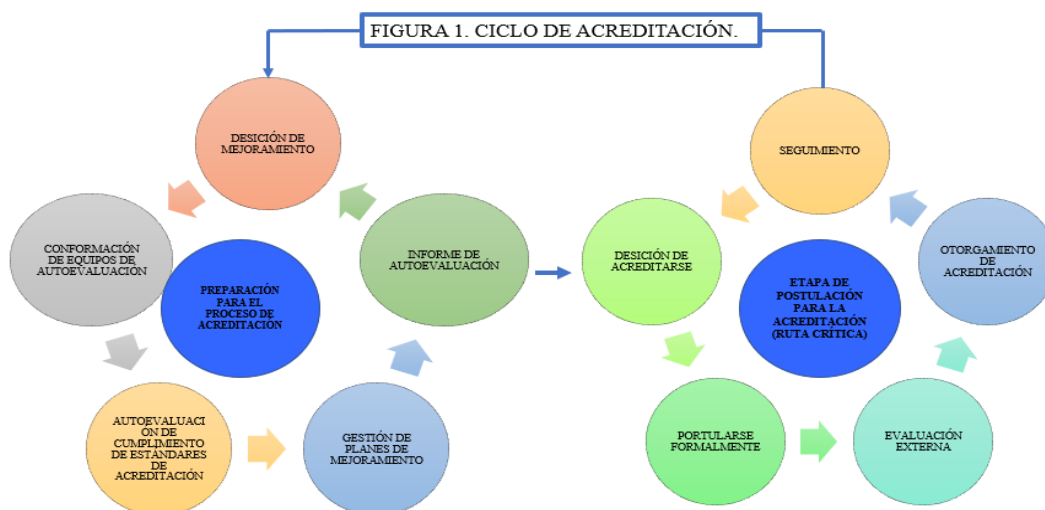 FIGURA 1. CICLO DE ACREDITACIÓN.
DESICIÓN DE
MEJORAMIENTO
CONFORMACIÓN
DE EQUIPOS DE
AUTOEVALUACIÓN
PREPARACIÓN
PARA EL
PROCESO DE
ACREDITACIÓN
INFORME DE
AUTOEVALUACIÓN
AUTOEVALUACI
ÓN DE
CUMPLIMIENTO
DE ESTÁNDARES
DE
ACREDITACIÓN
GESTIÓN DE
PLANES DE
MEJORAMIENTO
SEGUIMIENTO
DESICIÓN DE
ACREDITARSE
ETAPA DE
POSTULACIÓN
PARA LA
ACREDITACIÓN
(RUTA CRÍTICA)
OTORGAMIENTO
DE
ACREDITACIÓN
PORTULARSE
FORMALMENTE
EVALUACIÓN
EXTERNA